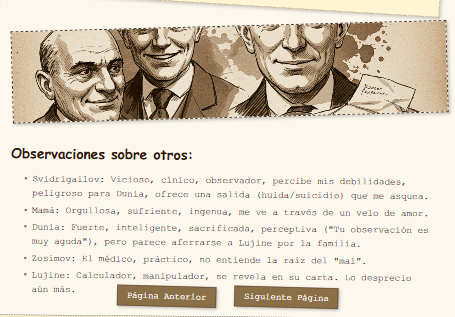 Observaciones sobre otros:
• Svidrigailov: Vicioso, cínico, observador, percibe mis debilidades,
peligroso para Dunia, ofrece una salida (huida/suicidio) que me asquea.
• Mamá: Orgullosa, sufriente, ingenua, me ve a través de un velo de amor.
• Dunia: Fuerte, inteligente, sacrificada, perceptiva ("Tu observación es
muy aguda"), pero parece aferrarse a Lujine por la familia.
• Zosimov: El médico, práctico, no entiende la raíz del "mal".
• Lujine: Calculador, manipulador, se revela en su carta. Lo desprecio
aún más.
Página Anterior
Siguiente Página